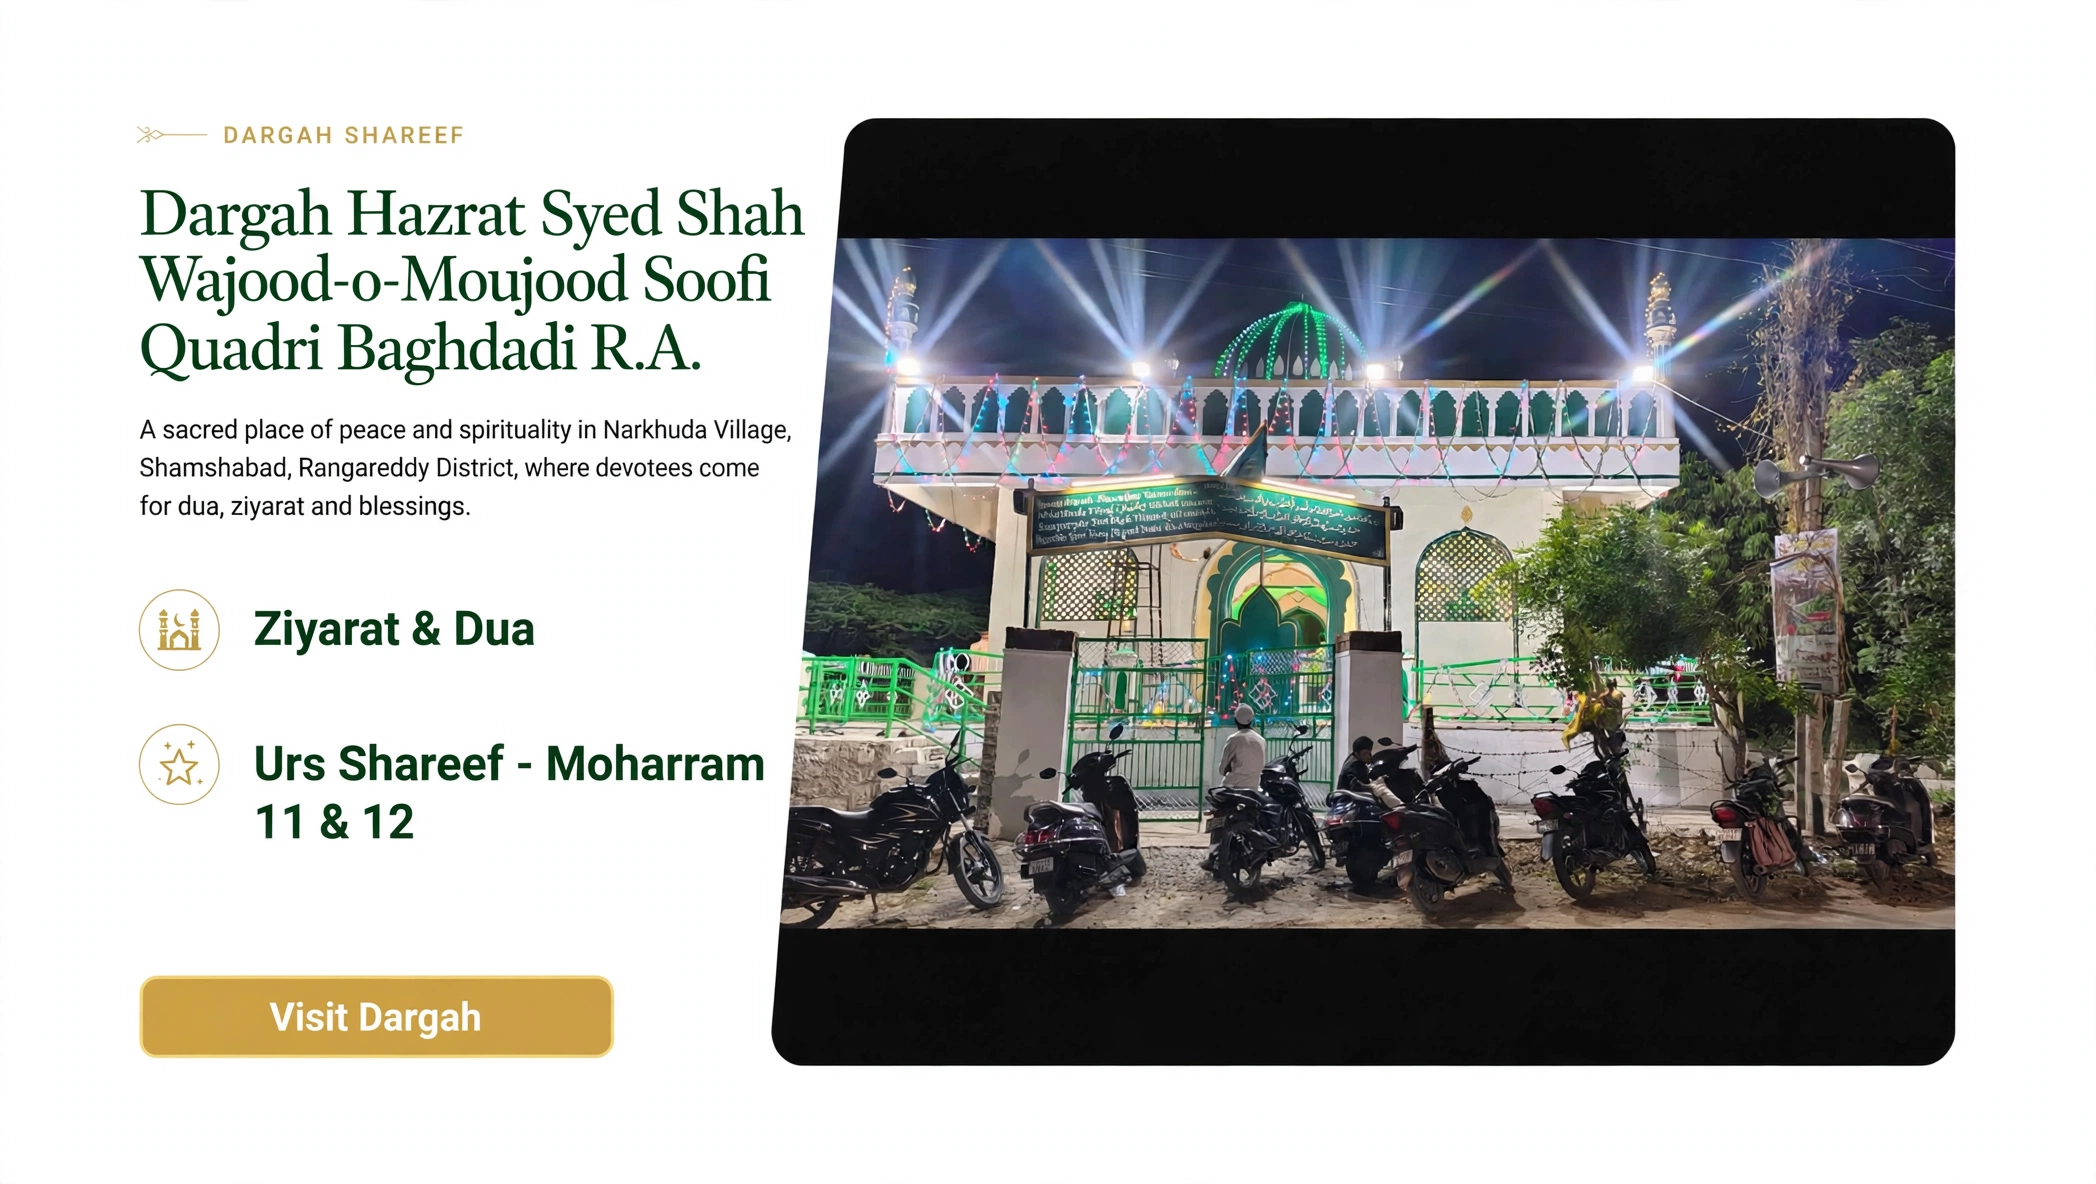 DARGAH SHAREEF
Dargah Hazrat Syed Shah
Wajood-o-Moujood Soofi
Quadri Baghdadi R.A.
A sacred place of peace and spirituality in Narkhuda Village,
Shamshabad, Rangareddy District, where devotees come
for dua, ziyarat and blessings.
Ziyarat & Dua
Urs Shareef - Moharram
11 & 12
Visit Dargah